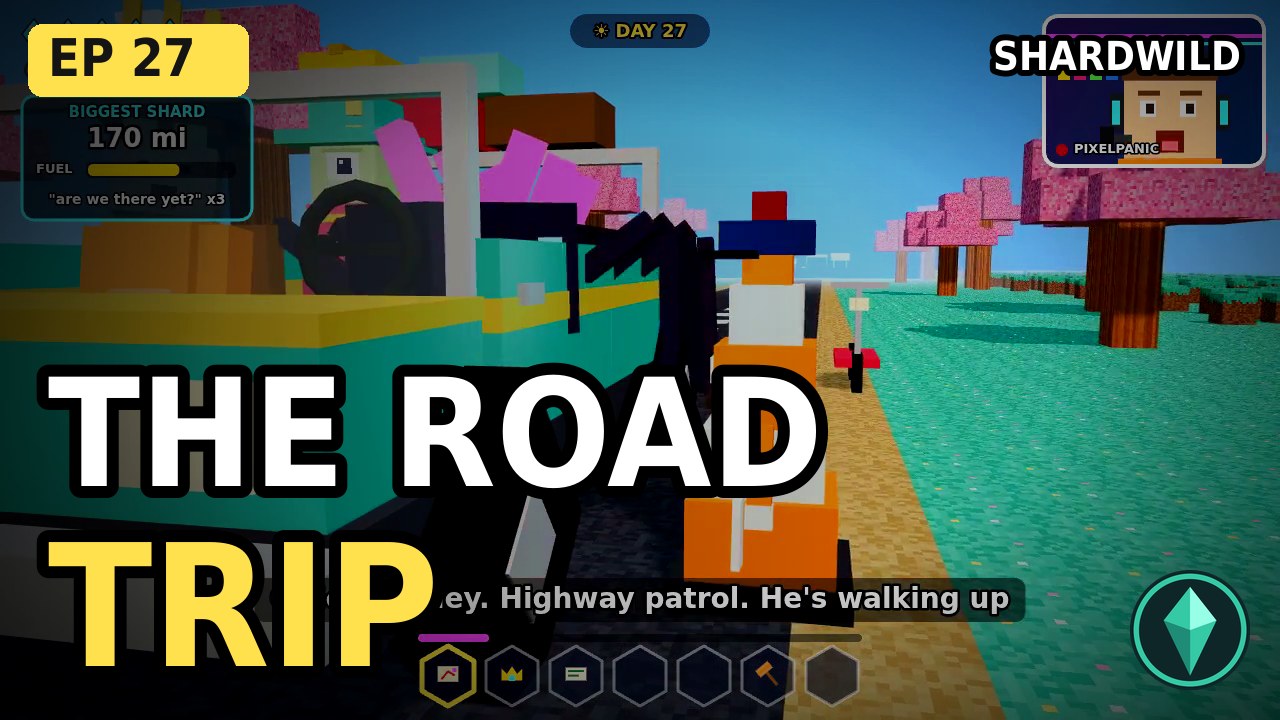 EP 27
DAY 27
SHARDWILD
BIGGEST SHARD
170 mi
FUEL
"are we there yet?" x3
PIXELPANIC
THE ROAD
TRIP
Highway patrol. He's walking up